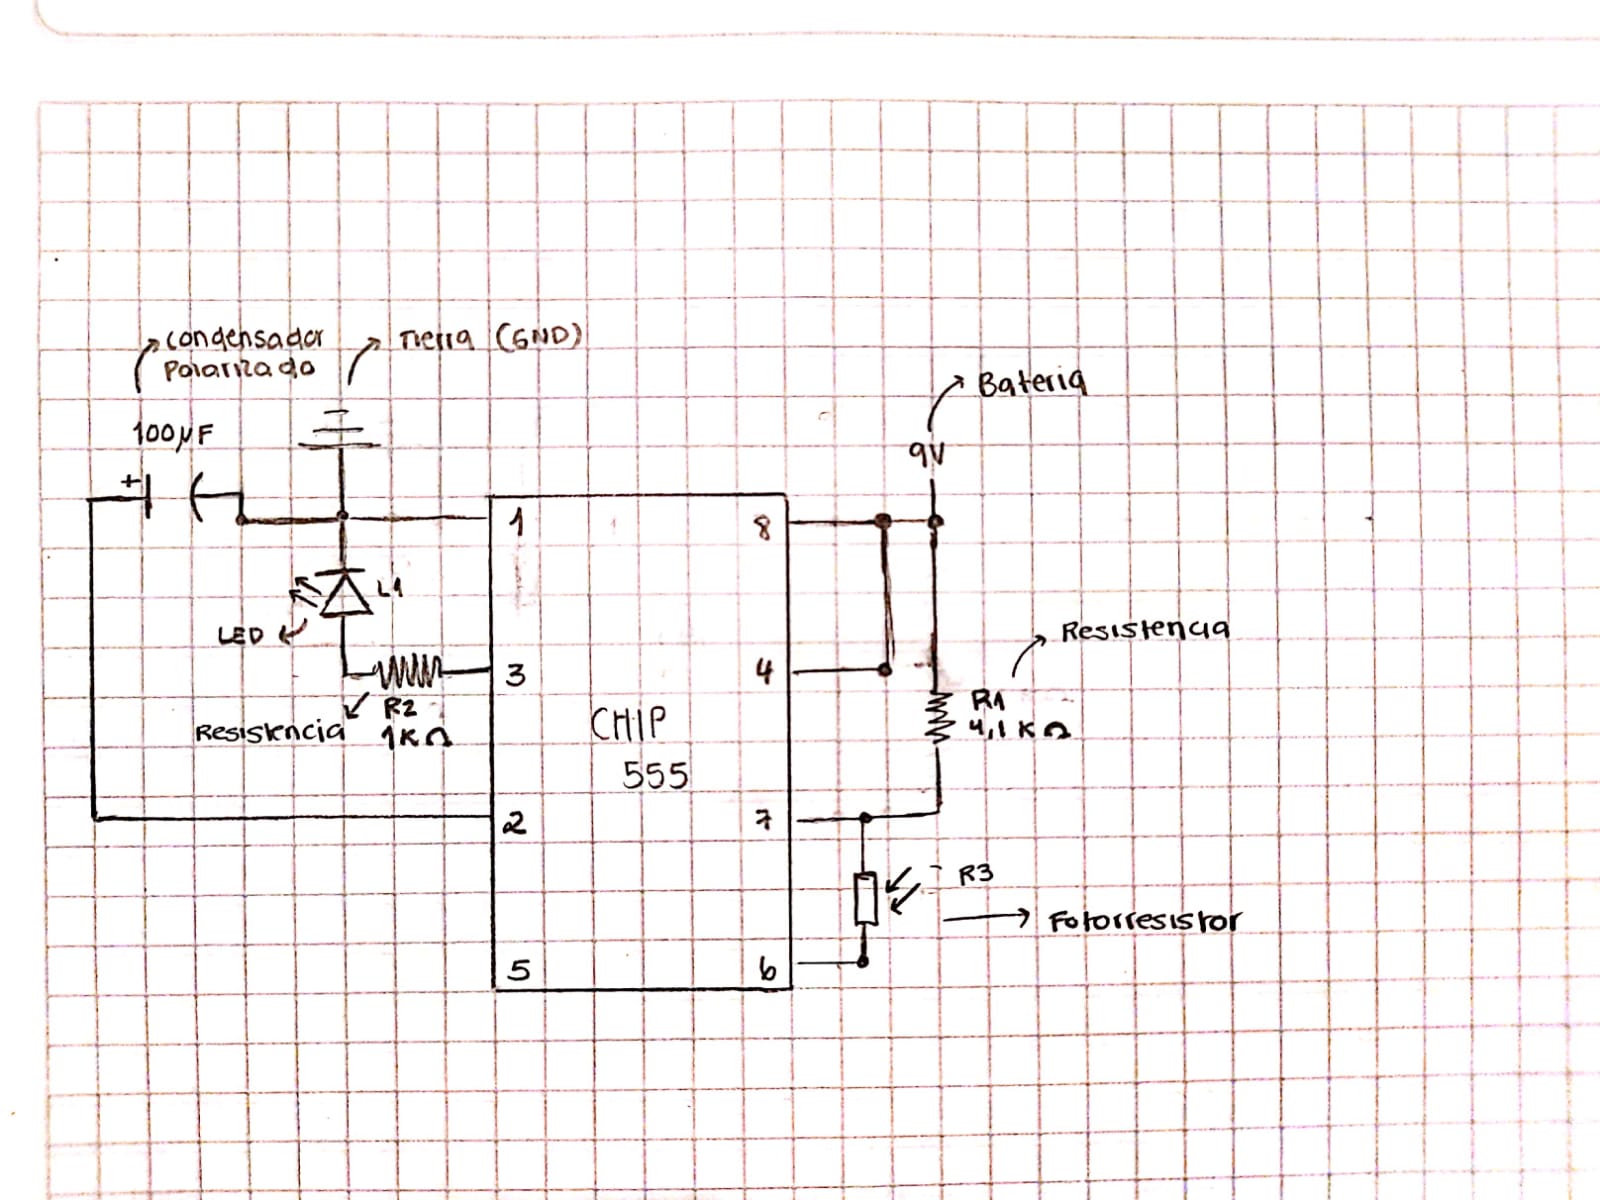 condensador
Polarizado
Tierra (GND)
Bateria
100µF
9V
+
1
8
L1
LED
Resistencia
3
4
R2
Resistencia
1KΩ
R1
4,1 KΩ
CHIP
555
2
7
R3
Fotorresistor
5
6